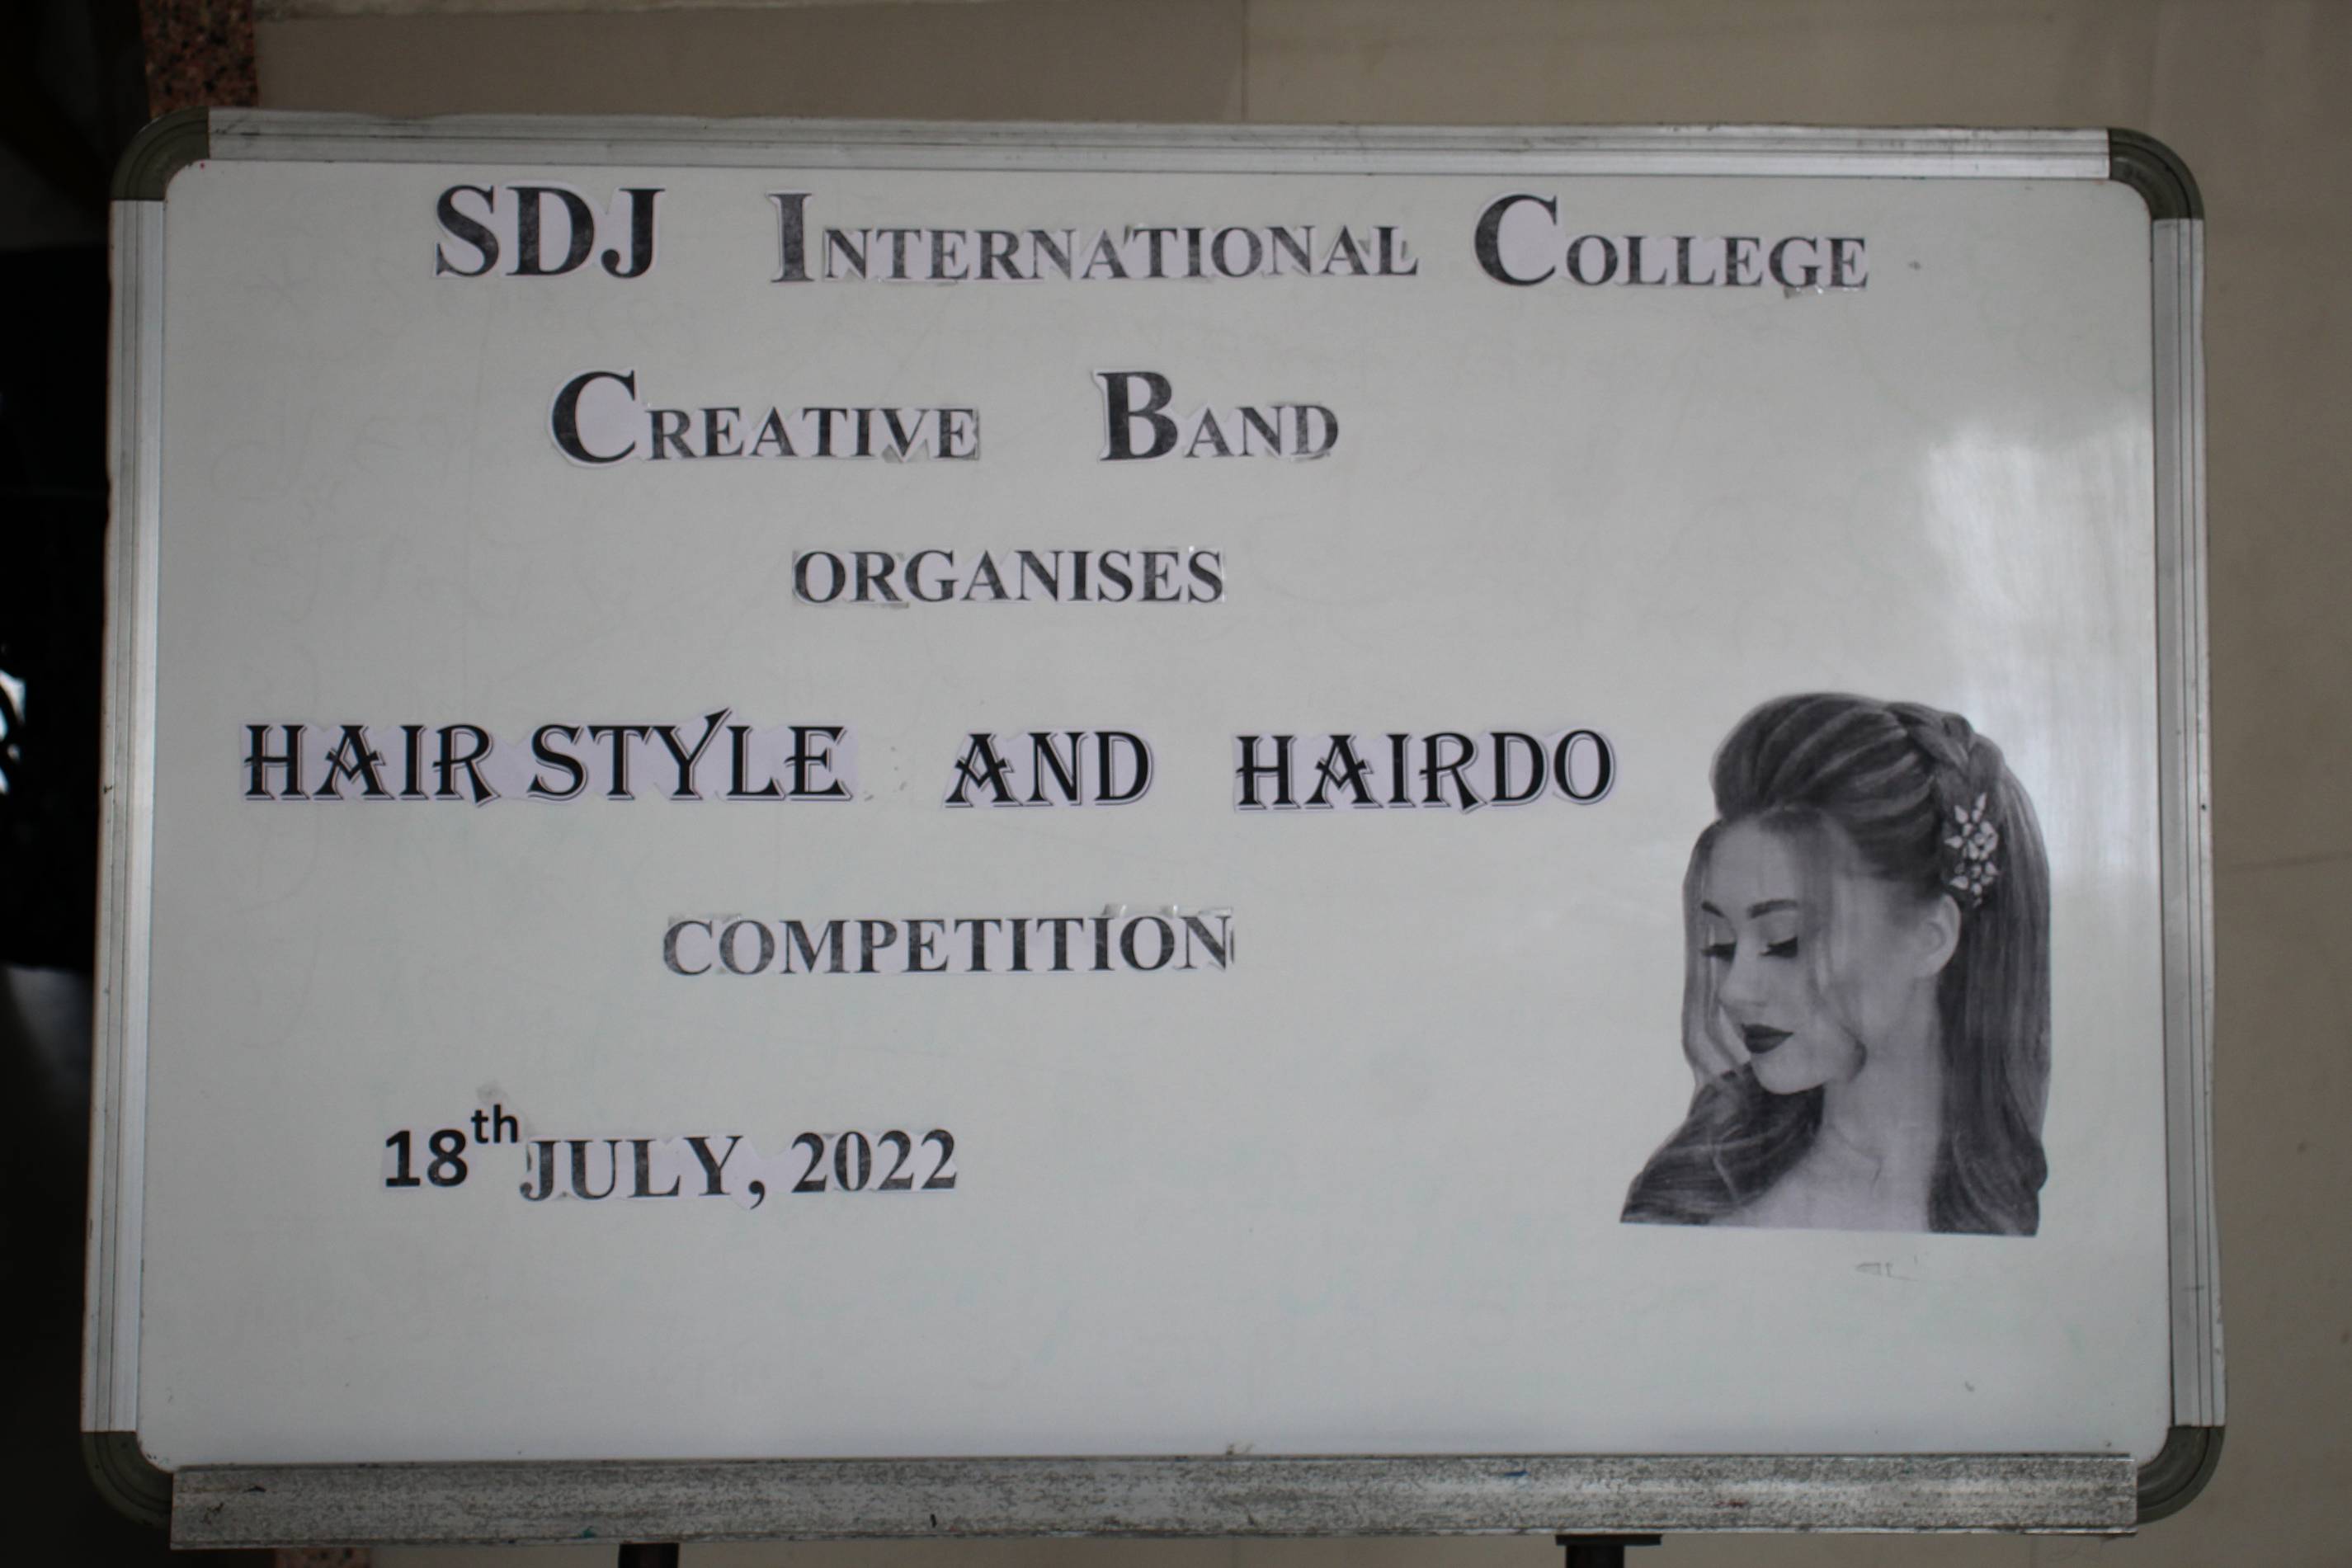 SDJ INTERNATIONAL COLLEGE
CREATIVE BAND
ORGANISES
HAIR STYLE AND HAIRDO
COMPETITION
18th JULY, 2022